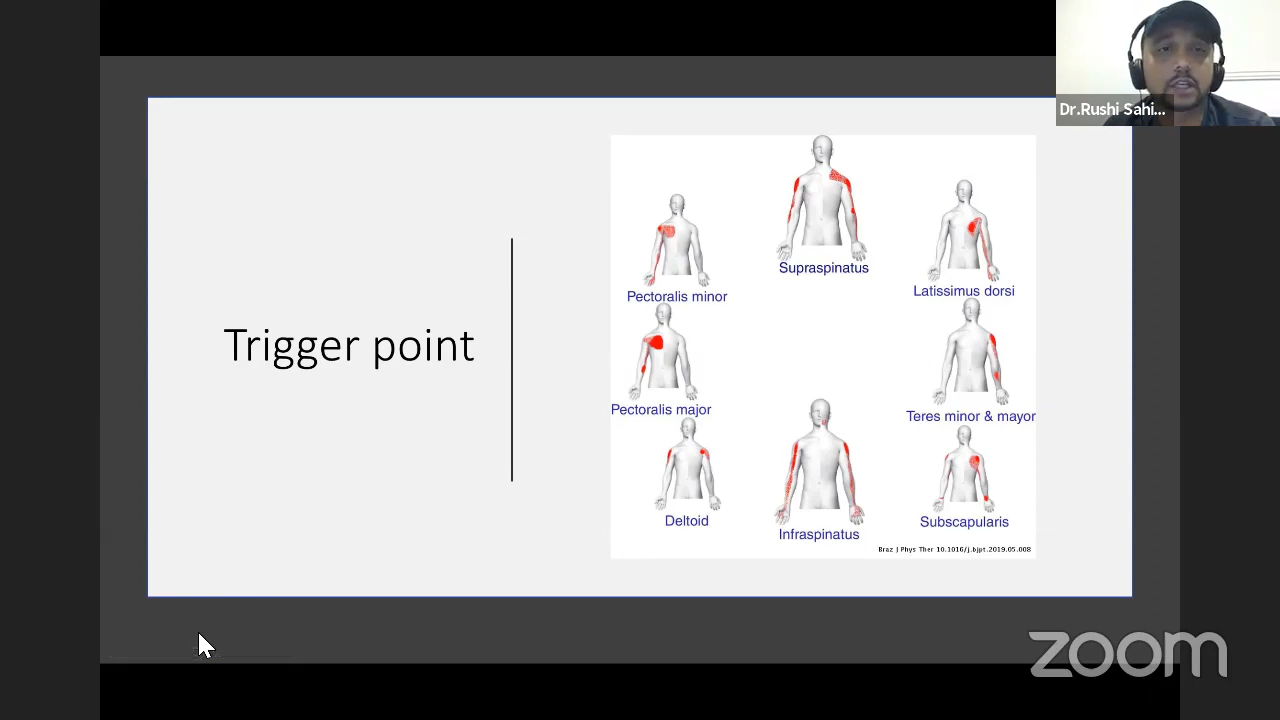 Dr.Rushi Sahi...
Trigger point
Supraspinatus
Pectoralis minor
Latissimus dorsi
Pectoralis major
Teres minor & mayor
Deltoid
Infraspinatus
Subscapularis
Braz J Phys Ther 10.1016/j.bjpt.2019.05.008
zoom